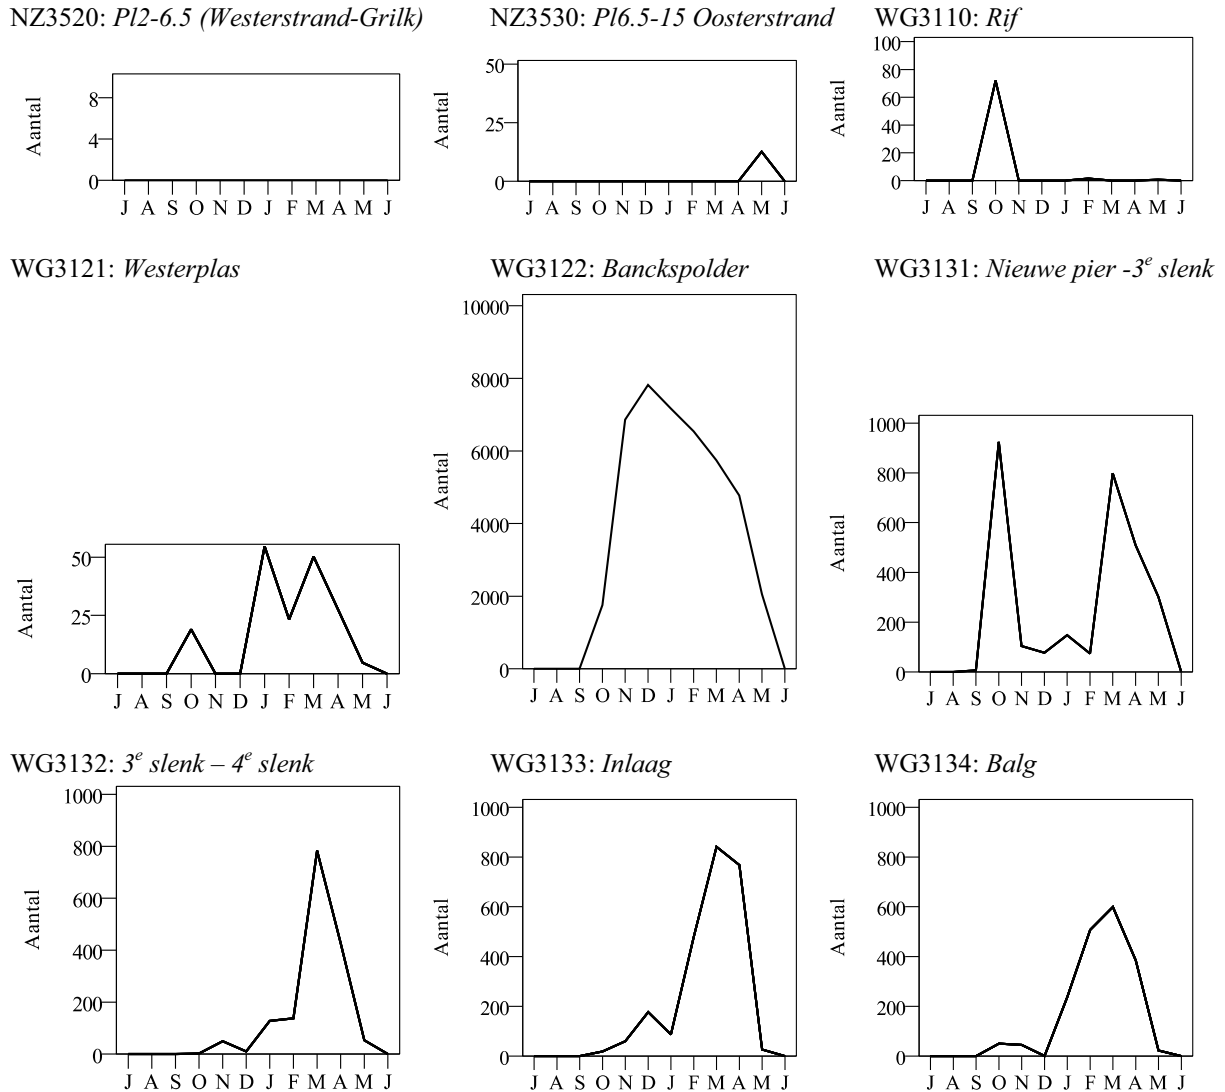 NZ3520: Pl2-6.5 (Westerstrand-Grilk)
Aantal
8
4
0
J A S O N D J F M A M J
NZ3530: Pl6.5-15 Oosterstrand
Aantal
50
25
0
J A S O N D J F M A M J
WG3110: Rif
Aantal
100
80
60
40
20
0
J A S O N D J F M A M J
WG3121: Westerplas
Aantal
50
25
0
J A S O N D J F M A M J
WG3122: Banckspolder
Aantal
10000
8000
6000
4000
2000
0
J A S O N D J F M A M J
WG3131: Nieuwe pier -3e slenk
Aantal
1000
800
600
400
200
0
J A S O N D J F M A M J
WG3132: 3e slenk – 4e slenk
Aantal
1000
800
600
400
200
0
J A S O N D J F M A M J
WG3133: Inlaag
Aantal
1000
800
600
400
200
0
J A S O N D J F M A M J
WG3134: Balg
Aantal
1000
800
600
400
200
0
J A S O N D J F M A M J